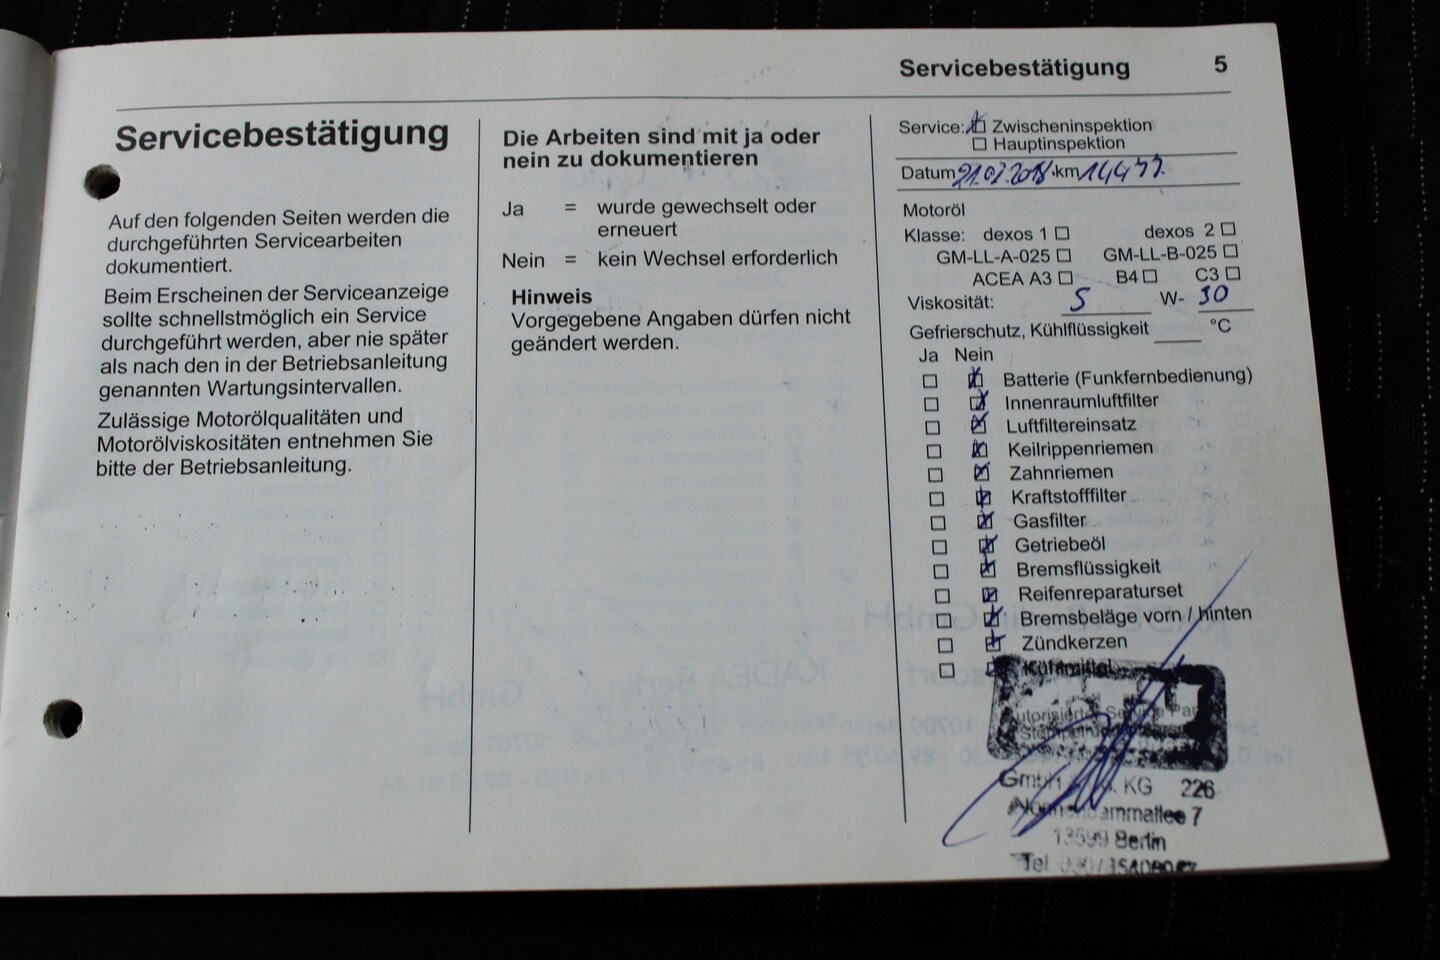 Servicebestätigung 5
Servicebestätigung
Auf den folgenden Seiten werden die
durchgeführten Servicearbeiten
dokumentiert.
Beim Erscheinen der Serviceanzeige
sollte schnellstmöglich ein Service
durchgeführt werden, aber nie später
als nach den in der Betriebsanleitung
genannten Wartungsintervallen.
Zulässige Motorölqualitäten und
Motorölviskositäten entnehmen Sie
bitte der Betriebsanleitung.
Die Arbeiten sind mit ja oder
nein zu dokumentieren
Ja = wurde gewechselt oder
erneuert
Nein = kein Wechsel erforderlich
Hinweis
Vorgegebene Angaben dürfen nicht
geändert werden.
Service: Zwischeninspektion
Hauptinspektion
Datum km
Motoröl
Klasse: dexos 1 dexos 2
GM-LL-A-025 GM-LL-B-025
ACEA A3 B4 C3
Viskosität: 5 W- 30
Gefrierschutz, Kühlflüssigkeit °C
Ja Nein
Batterie (Funkfernbedienung)
Innenraumluftfilter
Luftfiltereinsatz
Keilrippenriemen
Zahnriemen
Kraftstofffilter
Gasfilter
Getriebeöl
Bremsflüssigkeit
Reifenreparaturset
Bremsbeläge vorn / hinten
Zündkerzen
Kühlmittel
GmbH KG 226
7
13599 Berlin
Tel